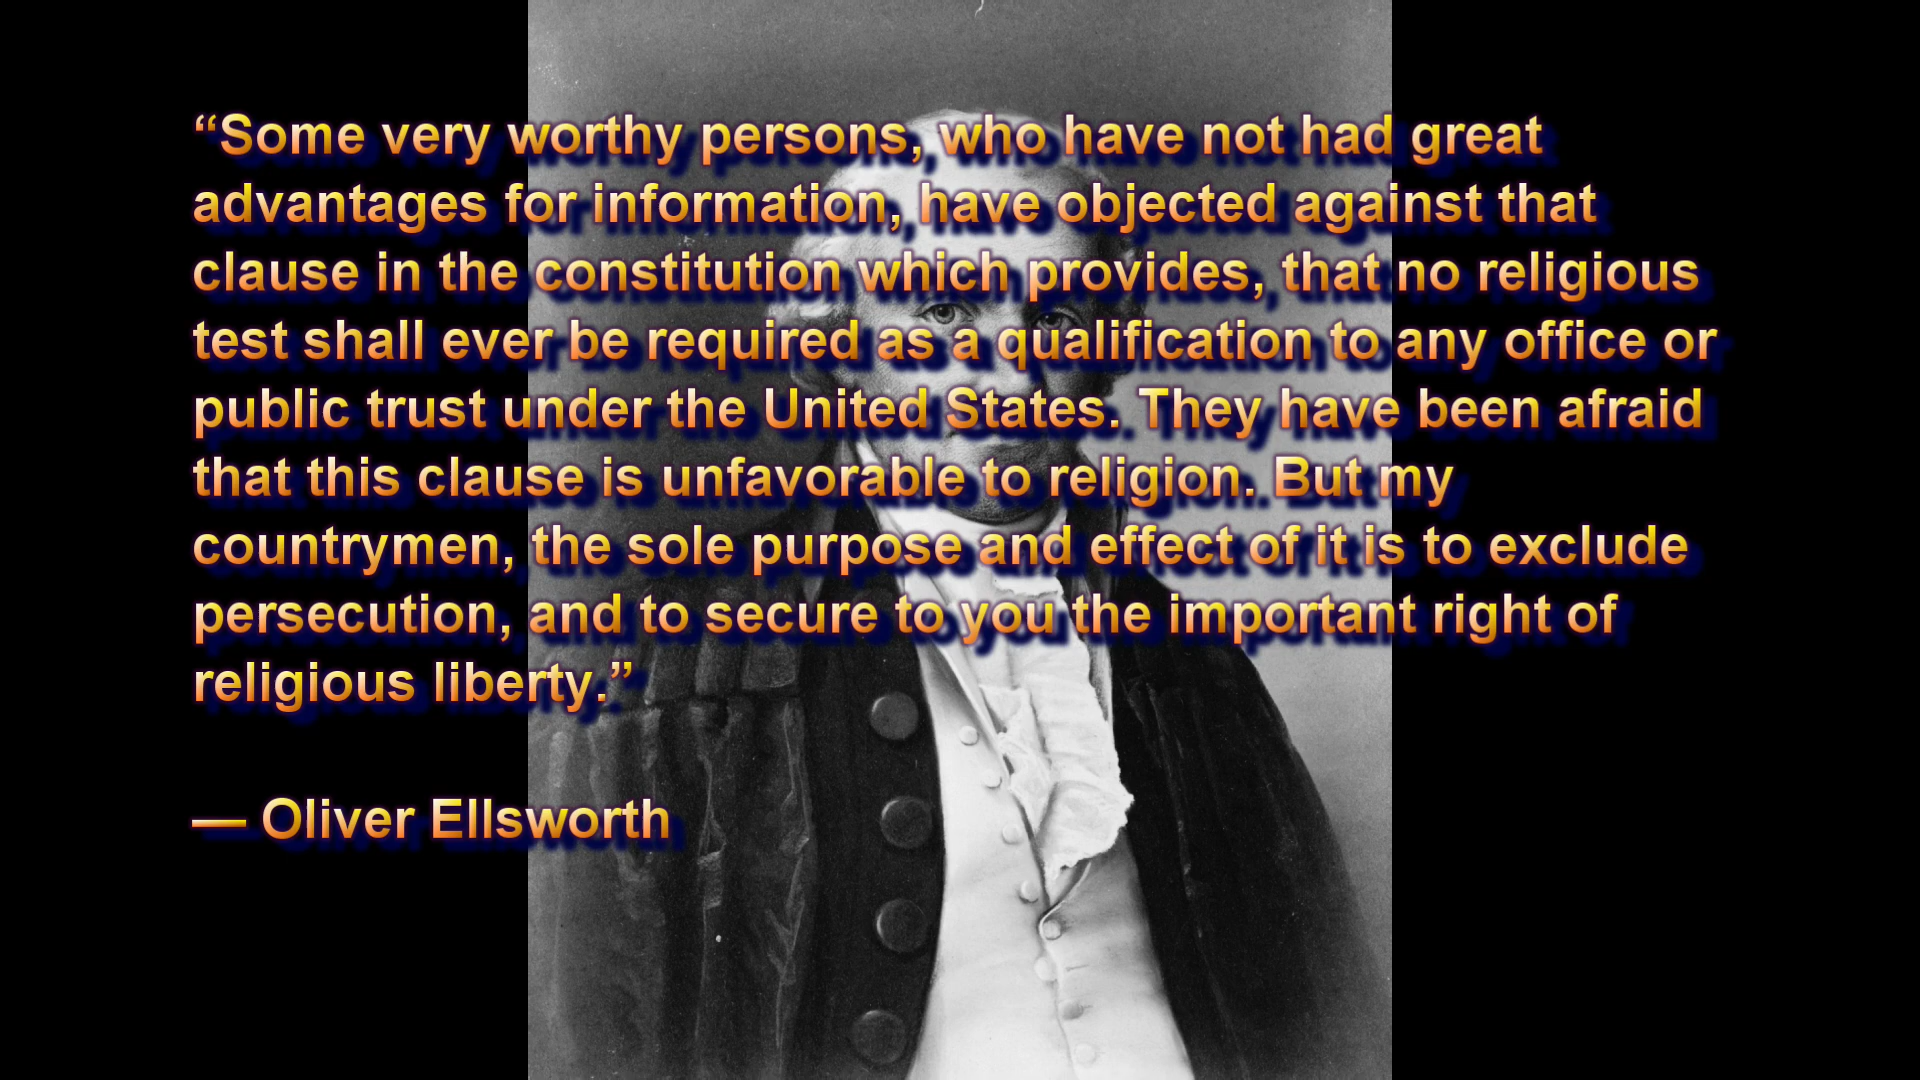 “Some very worthy persons, who have not had great
advantages for information, have objected against that
clause in the constitution which provides, that no religious
test shall ever be required as a qualification to any office or
public trust under the United States. They have been afraid
that this clause is unfavorable to religion. But my
countrymen, the sole purpose and effect of it is to exclude
persecution, and to secure to you the important right of
religious liberty.”
— Oliver Ellsworth